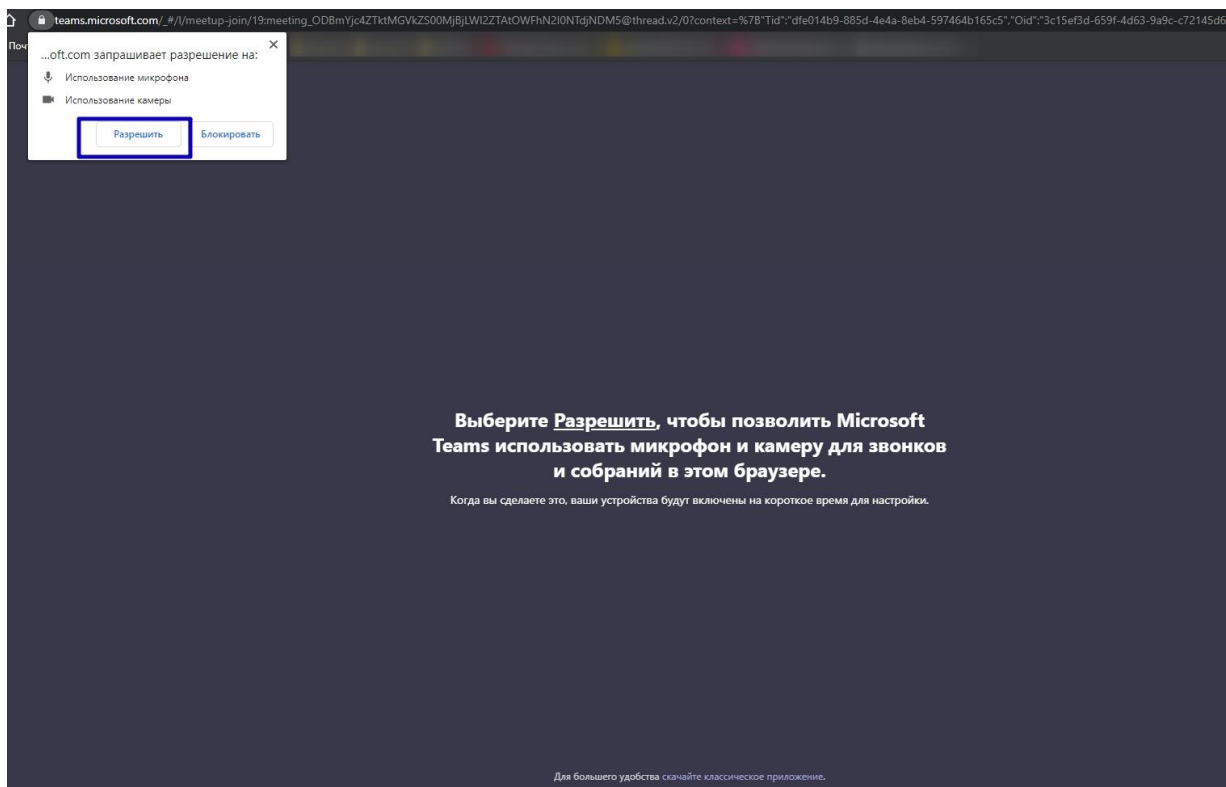 teams.microsoft.com/_#/l/meetup-join/19:meeting_ODBmYjc4ZTktMGVkZS00MjBjLWI2ZTAtOWFhN2I0NTdjNDM5@thread.v2/0?context=%7B"Tid":"dfe014b9-885d-4e4a-8eb4-597464b165c5","Oid":"3c15ef3d-659f-4d63-9a9c-c72145d6
Поч
...oft.com запрашивает разрешение на:
Использование микрофона
Использование камеры
Разрешить Блокировать
Выберите Разрешить, чтобы позволить Microsoft
Teams использовать микрофон и камеру для звонков
и собраний в этом браузере.
Когда вы сделаете это, ваши устройства будут включены на короткое время для настройки.
Для большего удобства скачайте классическое приложение.